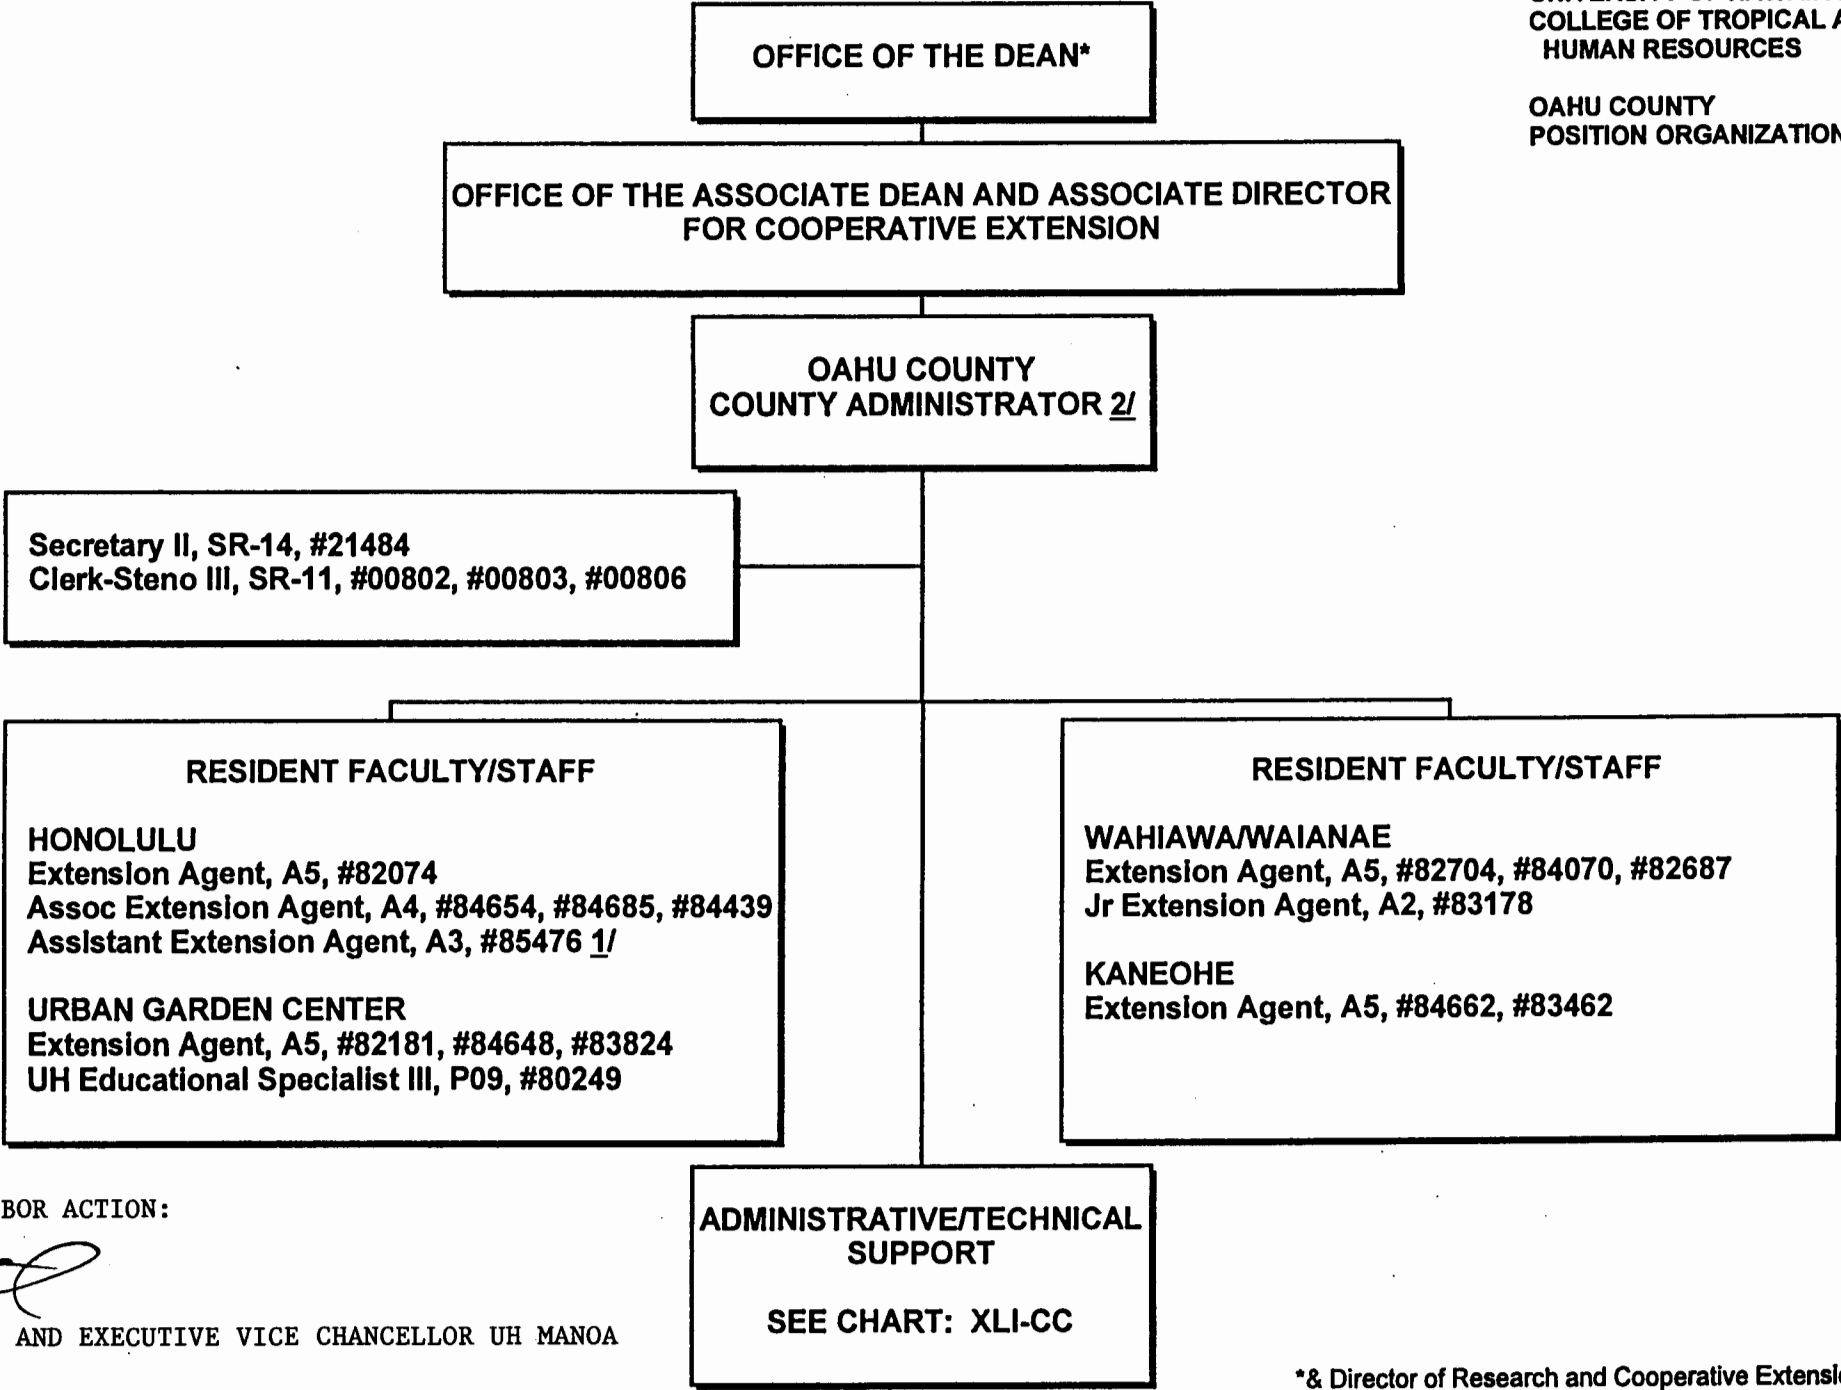 OFFICE OF THE DEAN*
COLLEGE OF TROPICAL
HUMAN RESOURCES
OAHU COUNTY
POSITION ORGANIZATION
OFFICE OF THE ASSOCIATE DEAN AND ASSOCIATE DIRECTOR
FOR COOPERATIVE EXTENSION
OAHU COUNTY
COUNTY ADMINISTRATOR 2/
Secretary II, SR-14, #21484
Clerk-Steno III, SR-11, #00802, #00803, #00806
RESIDENT FACULTY/STAFF
HONOLULU
Extension Agent, A5, #82074
Assoc Extension Agent, A4, #84654, #84685, #84439
Assistant Extension Agent, A3, #85476 1/
URBAN GARDEN CENTER
Extension Agent, A5, #82181, #84648, #83824
UH Educational Specialist III, P09, #80249
RESIDENT FACULTY/STAFF
WAHIAWA/WAIANAE
Extension Agent, A5, #82704, #84070, #82687
Jr Extension Agent, A2, #83178
KANEOHE
Extension Agent, A5, #84662, #83462
BOR ACTION:
AND EXECUTIVE VICE CHANCELLOR UH MANOA
ADMINISTRATIVE/TECHNICAL
SUPPORT
SEE CHART: XLI-CC
*& Director of Research and Cooperative